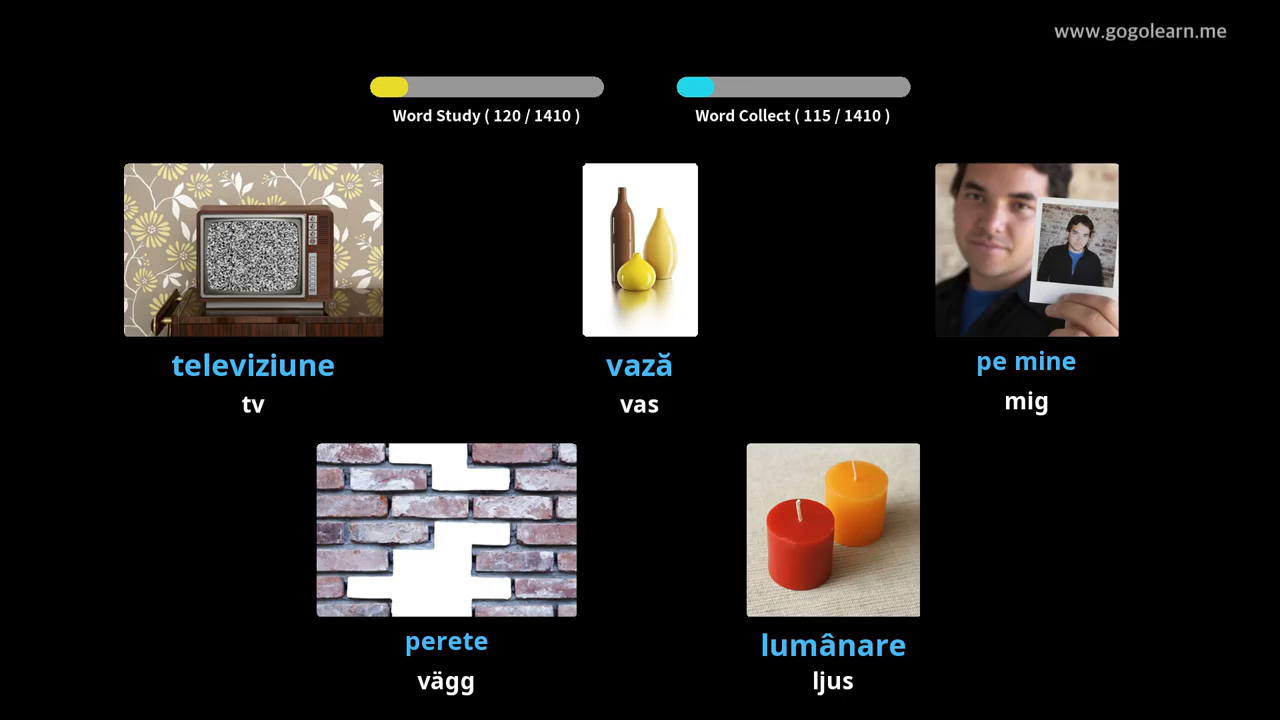 www.gogolearn.me
Word Study ( 120 / 1410 )
Word Collect ( 115 / 1410 )
televiziune
tv
vază
vas
pe mine
mig
perete
vägg
lumânare
ljus